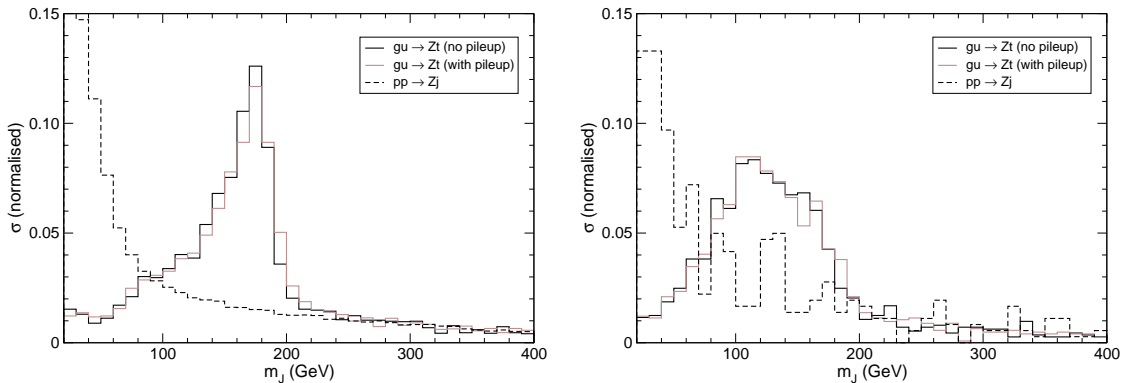 0.15
0.10
0.05
0
σ (normalised)
100
200
300
400
m_J (GeV)
gu → Zt (no pileup)
gu → Zt (with pileup)
pp → Zj
0.15
0.10
0.05
0
σ (normalised)
100
200
300
400
m_J (GeV)
gu → Zt (no pileup)
gu → Zt (with pileup)
pp → Zj